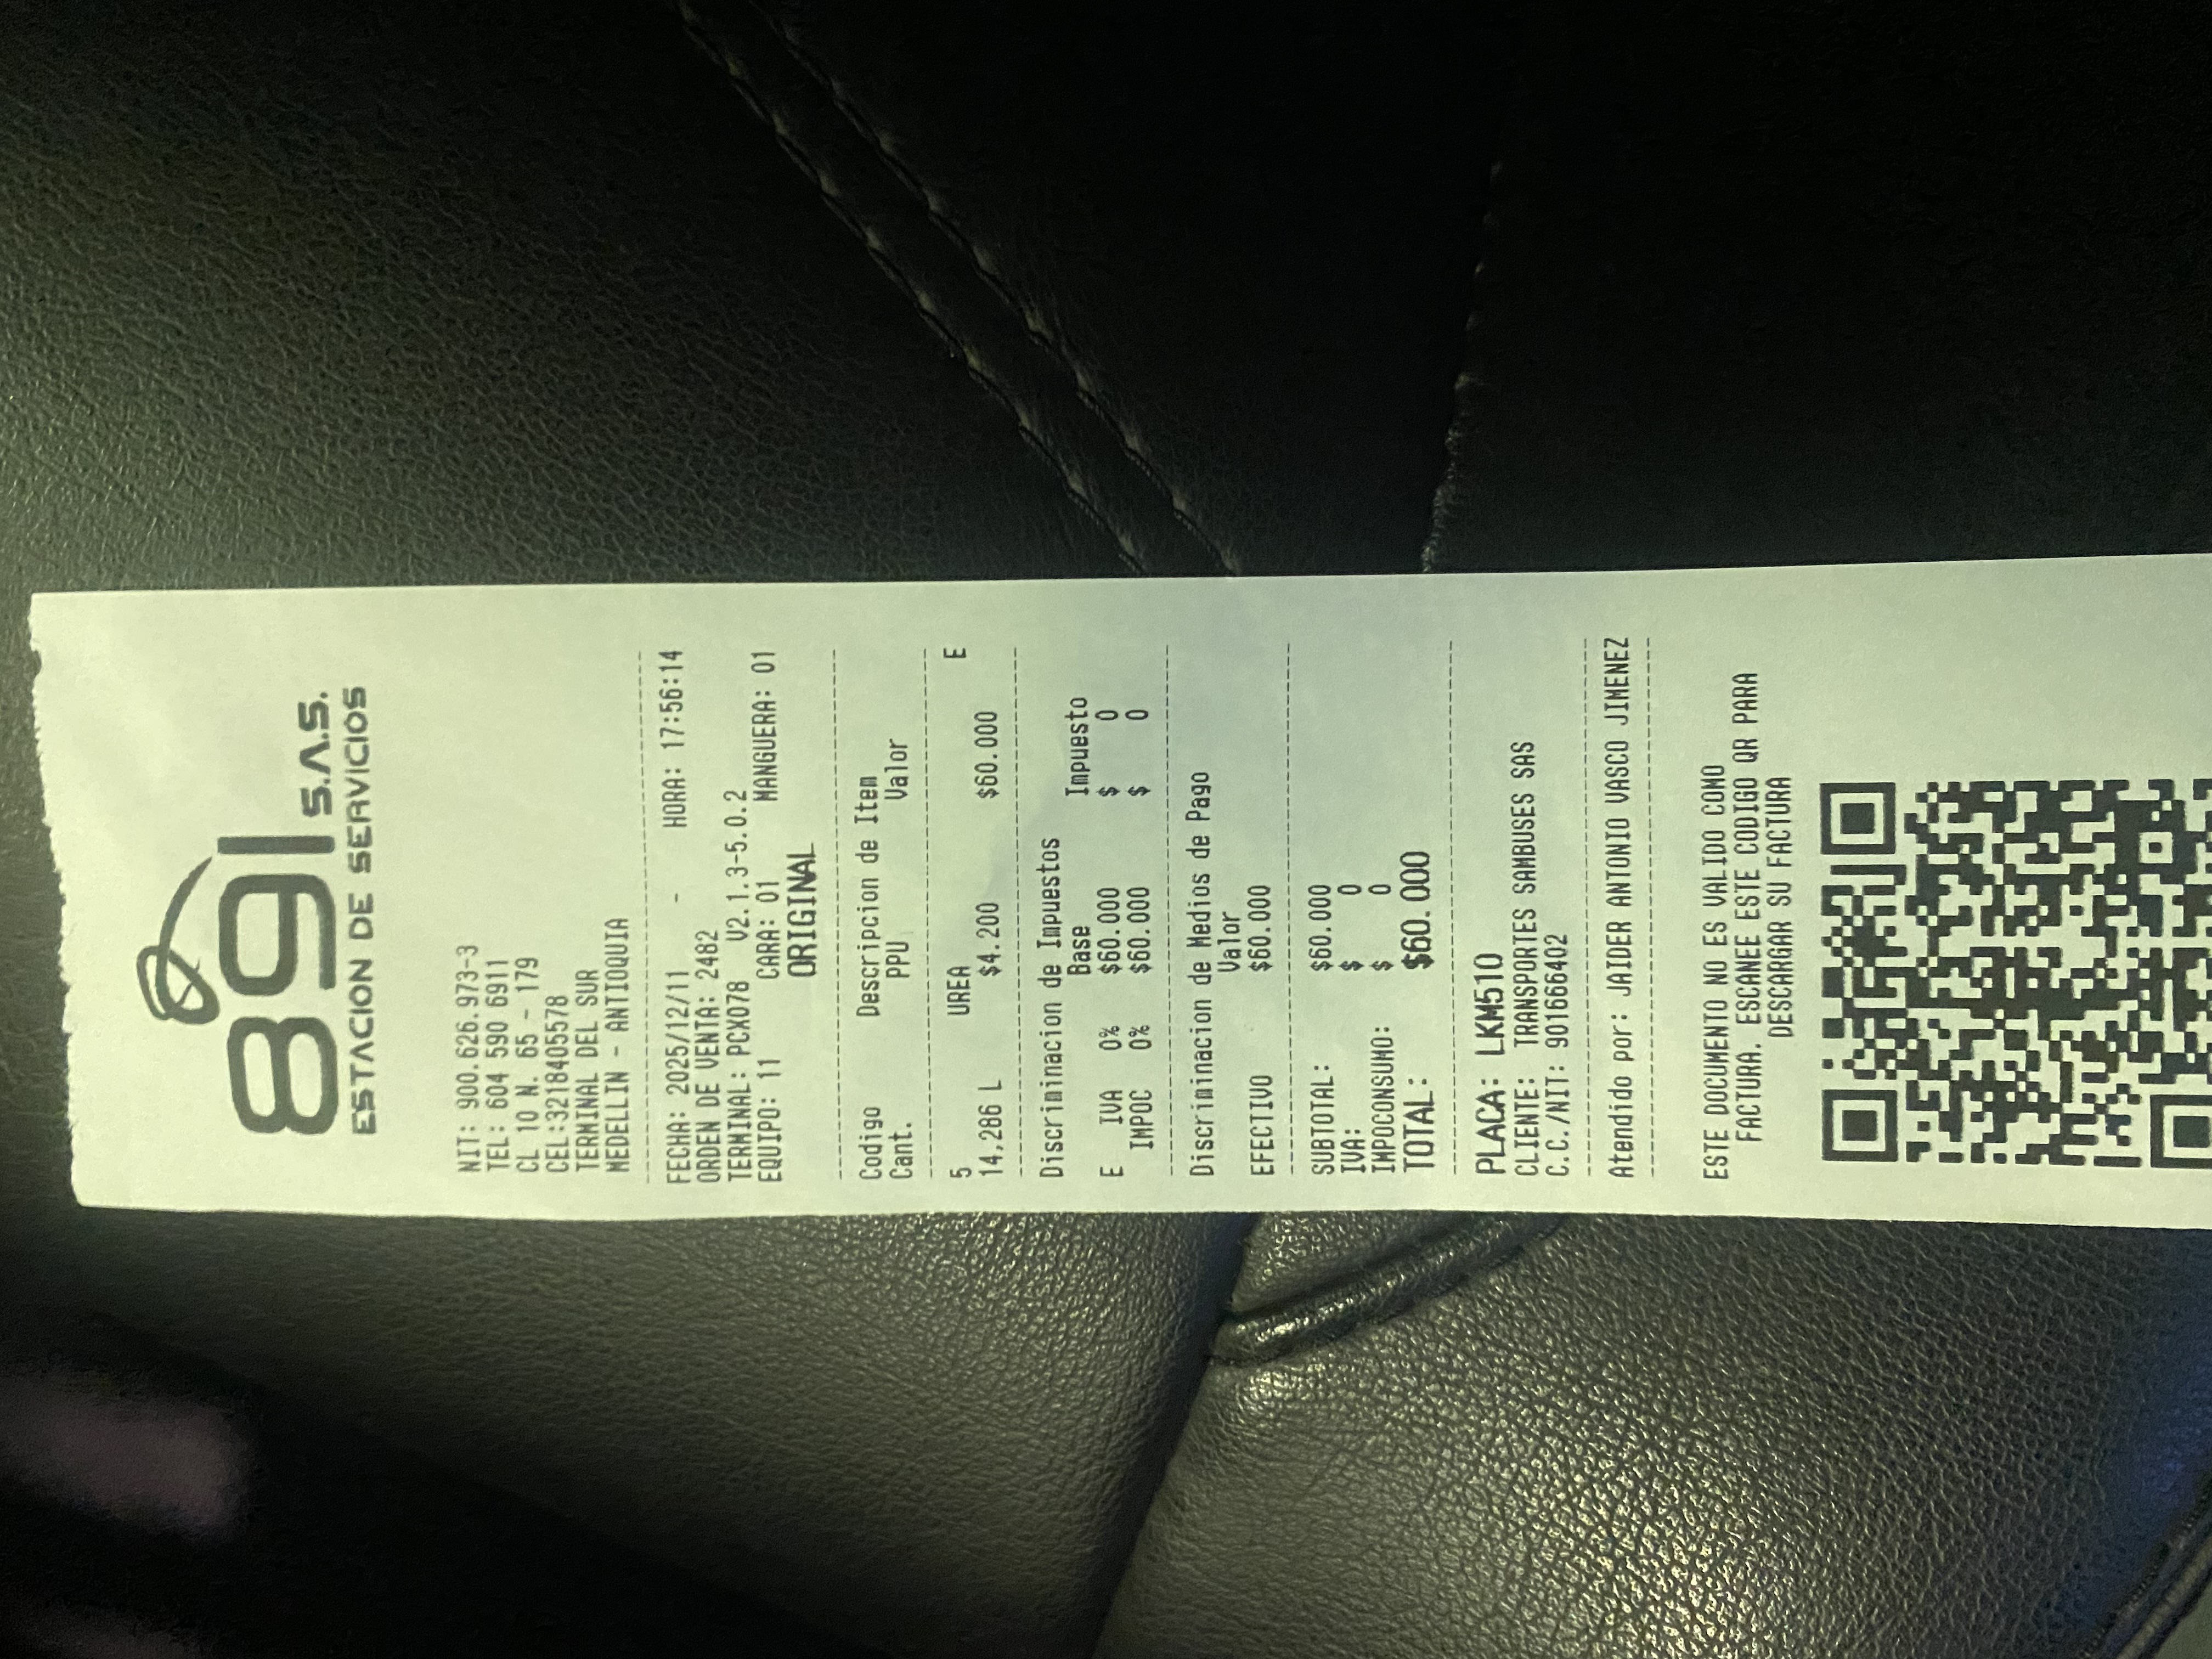 891 S.A.S.
ESTACION DE SERVICIOS
NIT: 900.626.973-3
TEL: 604 590 6911
CL 10 N. 65 - 179
CEL:3218405578
TERMINAL DEL SUR
MEDELLIN - ANTIOQUIA
FECHA: 2025/12/11 - HORA: 17:56:14
ORDEN DE VENTA: 2482
TERMINAL: PCX078 V2.1.3-5.0.2
EQUIPO: 11 CARA: 01 MANGUERA: 01
ORIGINAL
Codigo Descripcion de Item
Cant. PPU Valor
5 UREA E
14,286 L $4.200 $60.000
Discriminacion de Impuestos
Base Impuesto
E IVA 0% $60.000 $ 0
IMPOC 0% $60.000 $ 0
Discriminacion de Medios de Pago
Valor
EFECTIVO $60.000
SUBTOTAL: $60.000
IVA: $ 0
IMPOCONSUMO: $ 0
TOTAL: $60.000
PLACA: LKM510
CLIENTE: TRANSPORTES SAMBUSES SAS
C.C./NIT: 901666402
Atendido por: JAIDER ANTONIO VASCO JIMENEZ
ESTE DOCUMENTO NO ES VALIDO COMO
FACTURA. ESCANEE ESTE CODIGO QR PARA
DESCARGAR SU FACTURA